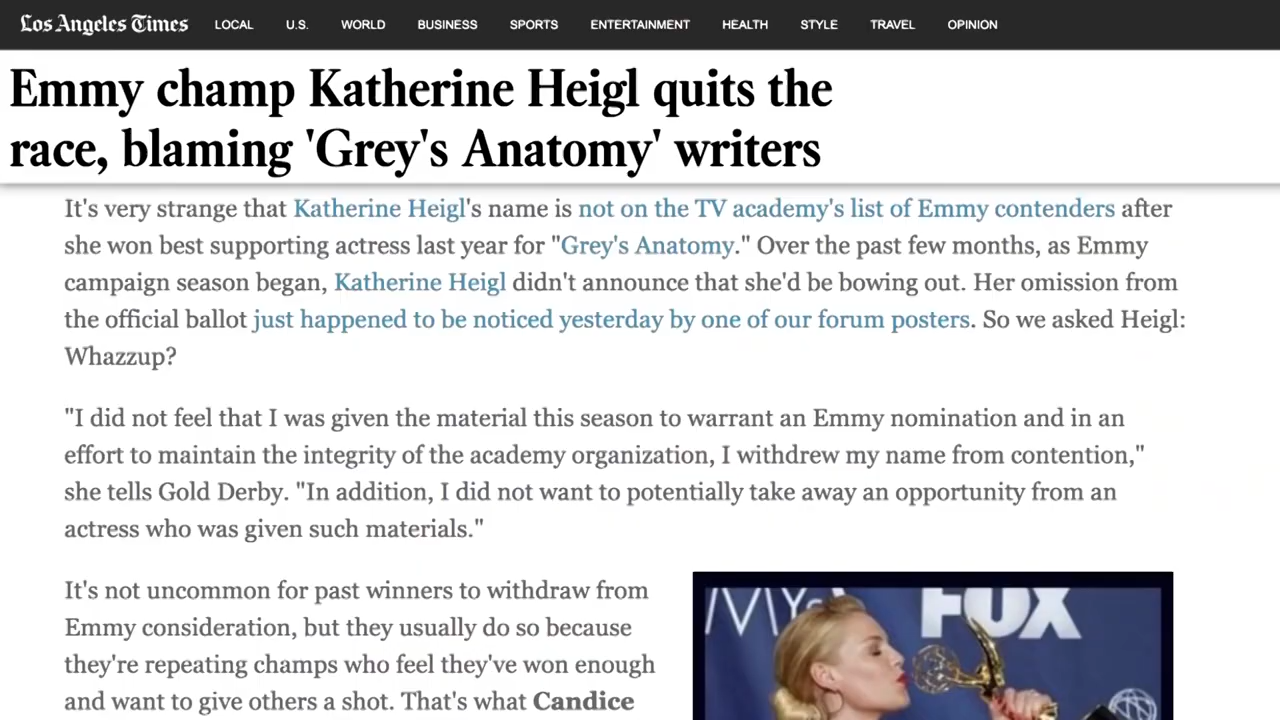 Los Angeles Times LOCAL U.S. WORLD BUSINESS SPORTS ENTERTAINMENT HEALTH STYLE TRAVEL OPINION
Emmy champ Katherine Heigl quits the
race, blaming 'Grey's Anatomy' writers
It's very strange that Katherine Heigl's name is not on the TV academy's list of Emmy contenders after
she won best supporting actress last year for "Grey's Anatomy." Over the past few months, as Emmy
campaign season began, Katherine Heigl didn't announce that she'd be bowing out. Her omission from
the official ballot just happened to be noticed yesterday by one of our forum posters. So we asked Heigl:
Whazzup?
"I did not feel that I was given the material this season to warrant an Emmy nomination and in an
effort to maintain the integrity of the academy organization, I withdrew my name from contention,"
she tells Gold Derby. "In addition, I did not want to potentially take away an opportunity from an
actress who was given such materials."
It's not uncommon for past winners to withdraw from
Emmy consideration, but they usually do so because
they're repeating champs who feel they've won enough
and want to give others a shot. That's what Candice
FOX